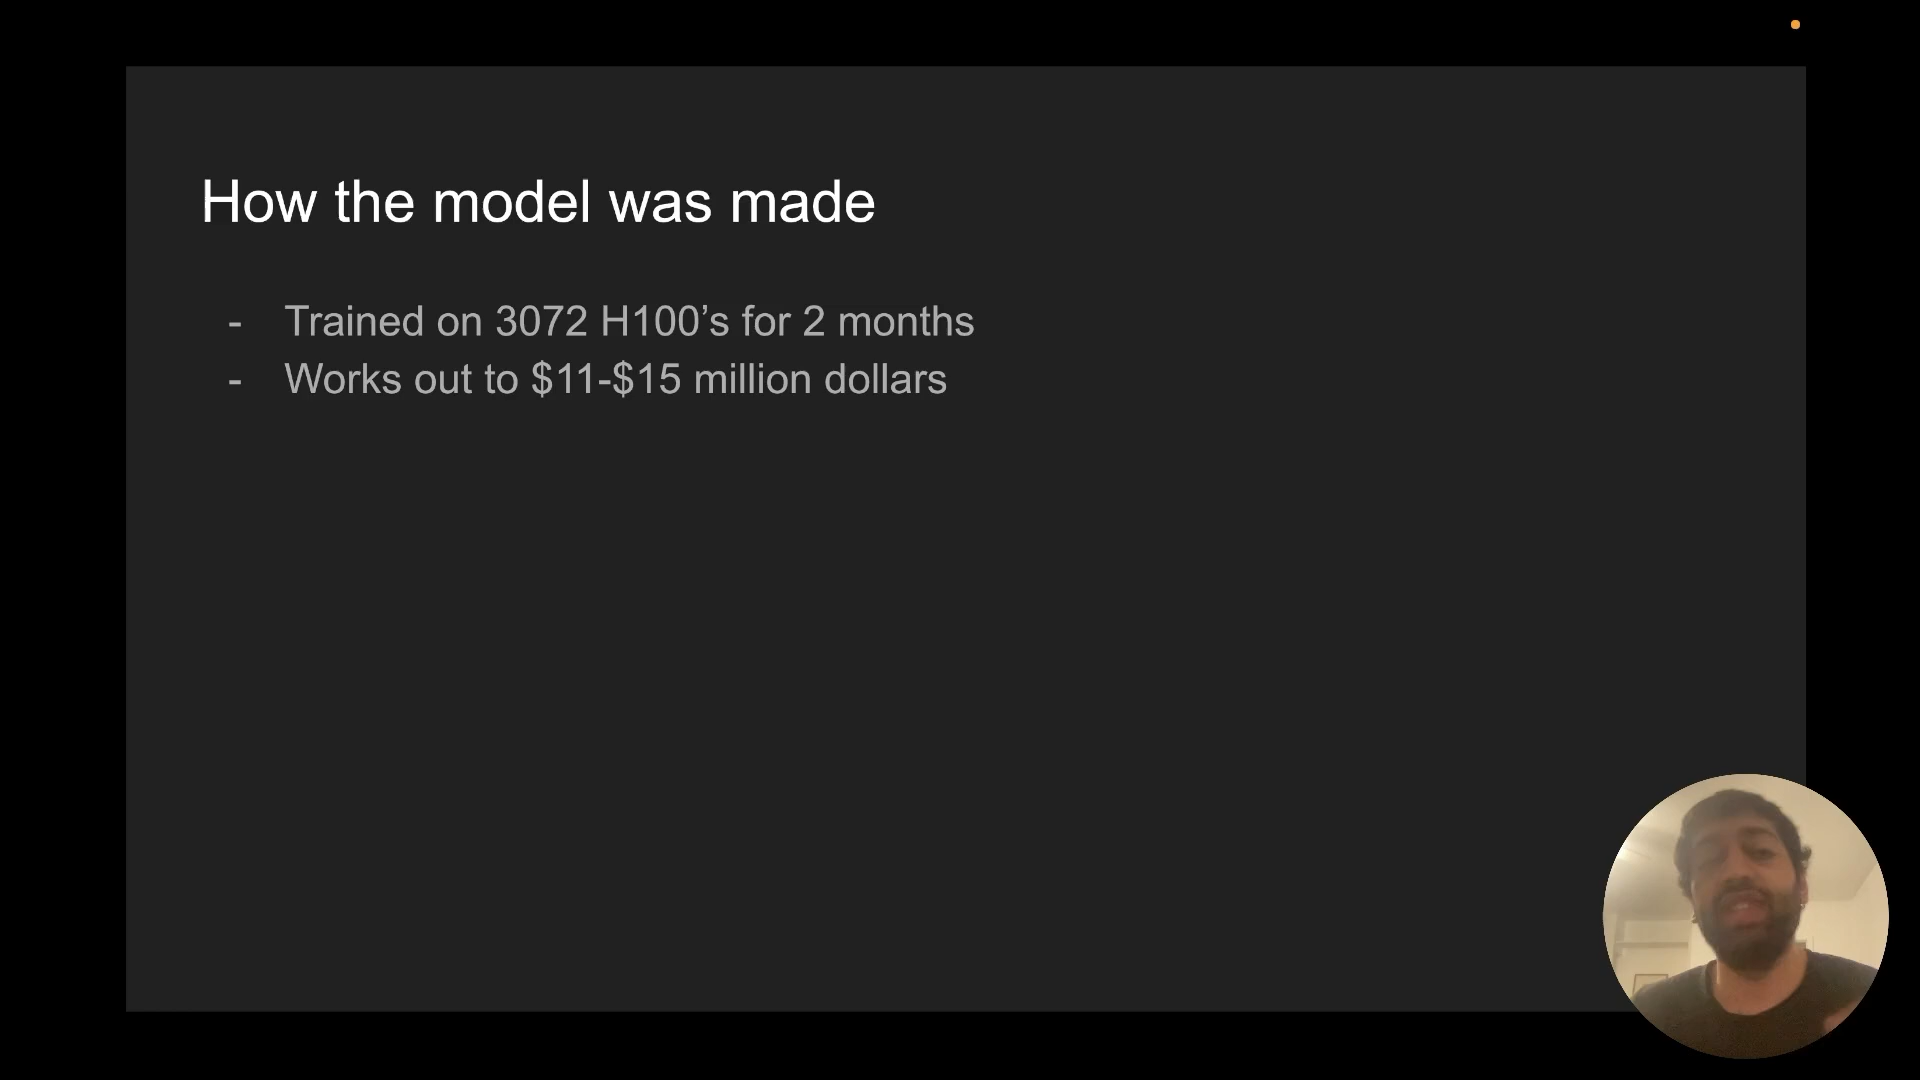 How the model was made
- Trained on 3072 H100’s for 2 months
- Works out to $11-$15 million dollars